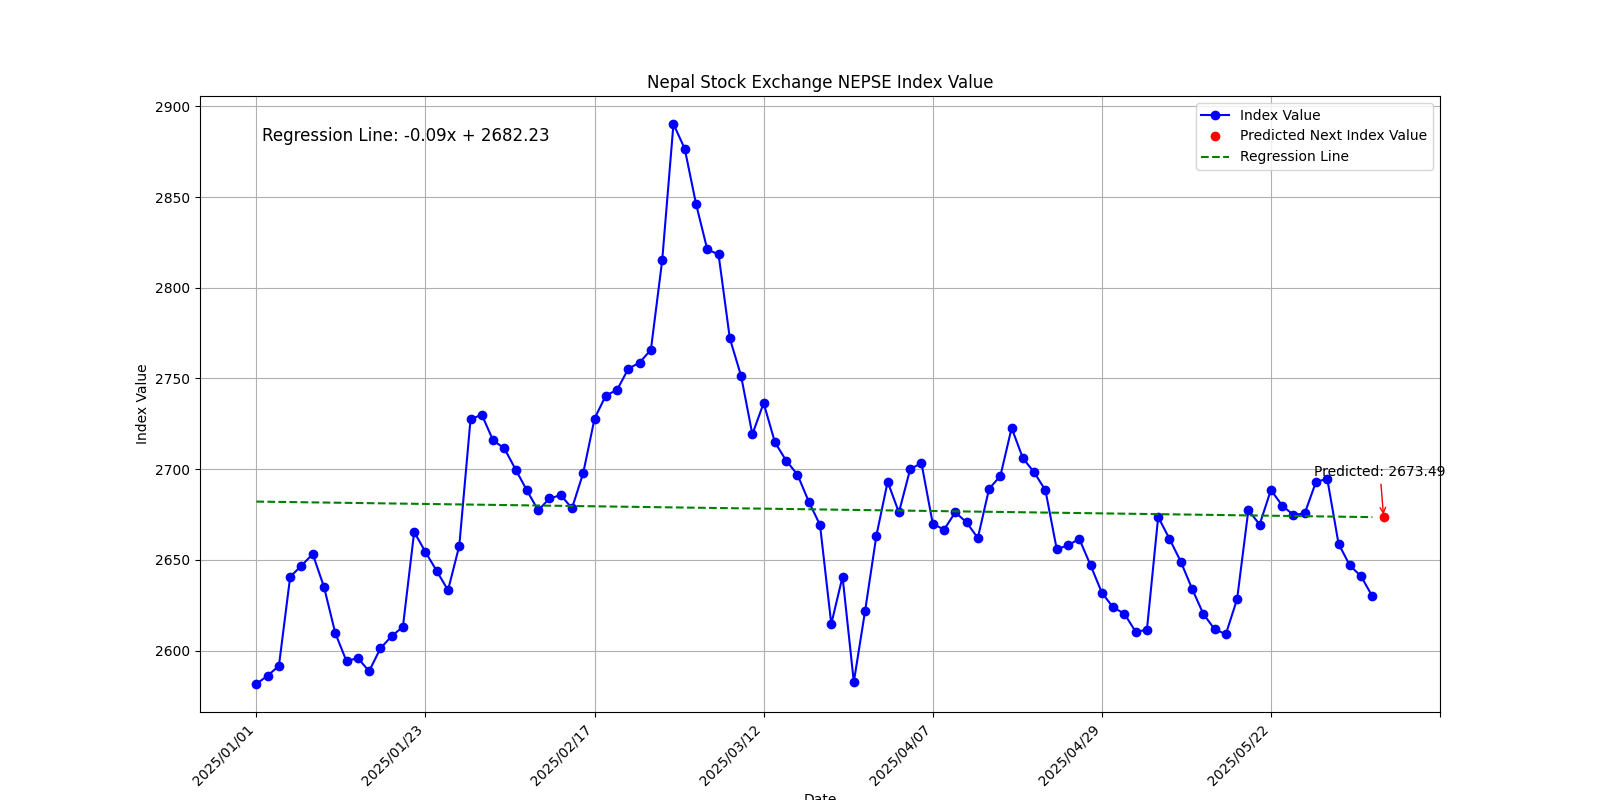 Nepal Stock Exchange NEPSE Index Value
Regression Line: -0.09x + 2682.23
Index Value
Predicted Next Index Value
Regression Line
Predicted: 2673.49
2900
2850
2800
2750
2700
2650
2600
Index Value
2025/01/01
2025/01/23
2025/02/17
2025/03/12
2025/04/07
2025/04/29
2025/05/22
Date